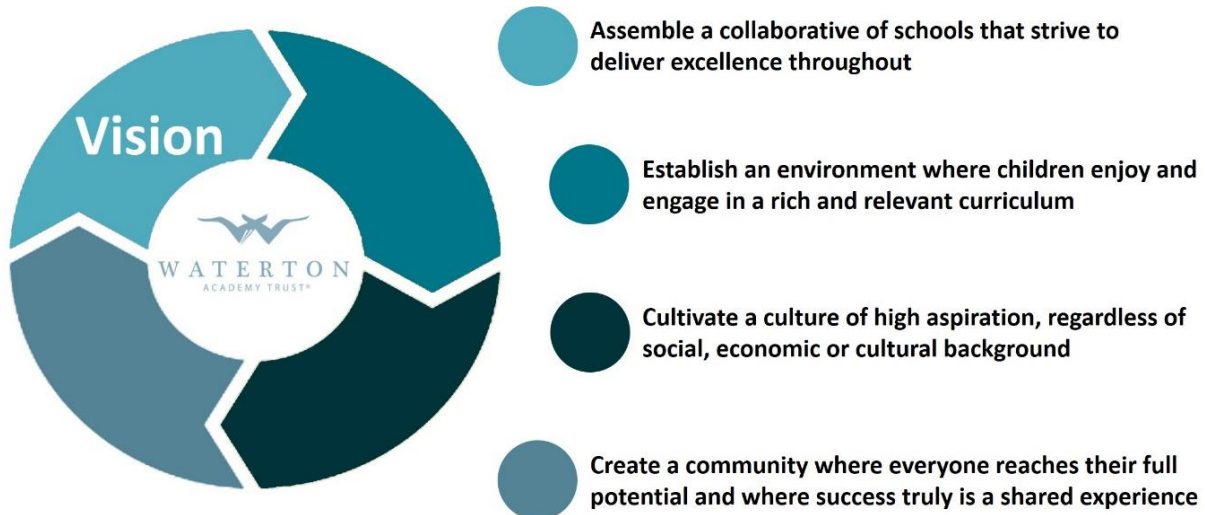 Vision
WATERTON
ACADEMY TRUST®
Assemble a collaborative of schools that strive to
deliver excellence throughout
Establish an environment where children enjoy and
engage in a rich and relevant curriculum
Cultivate a culture of high aspiration, regardless of
social, economic or cultural background
Create a community where everyone reaches their full
potential and where success truly is a shared experience